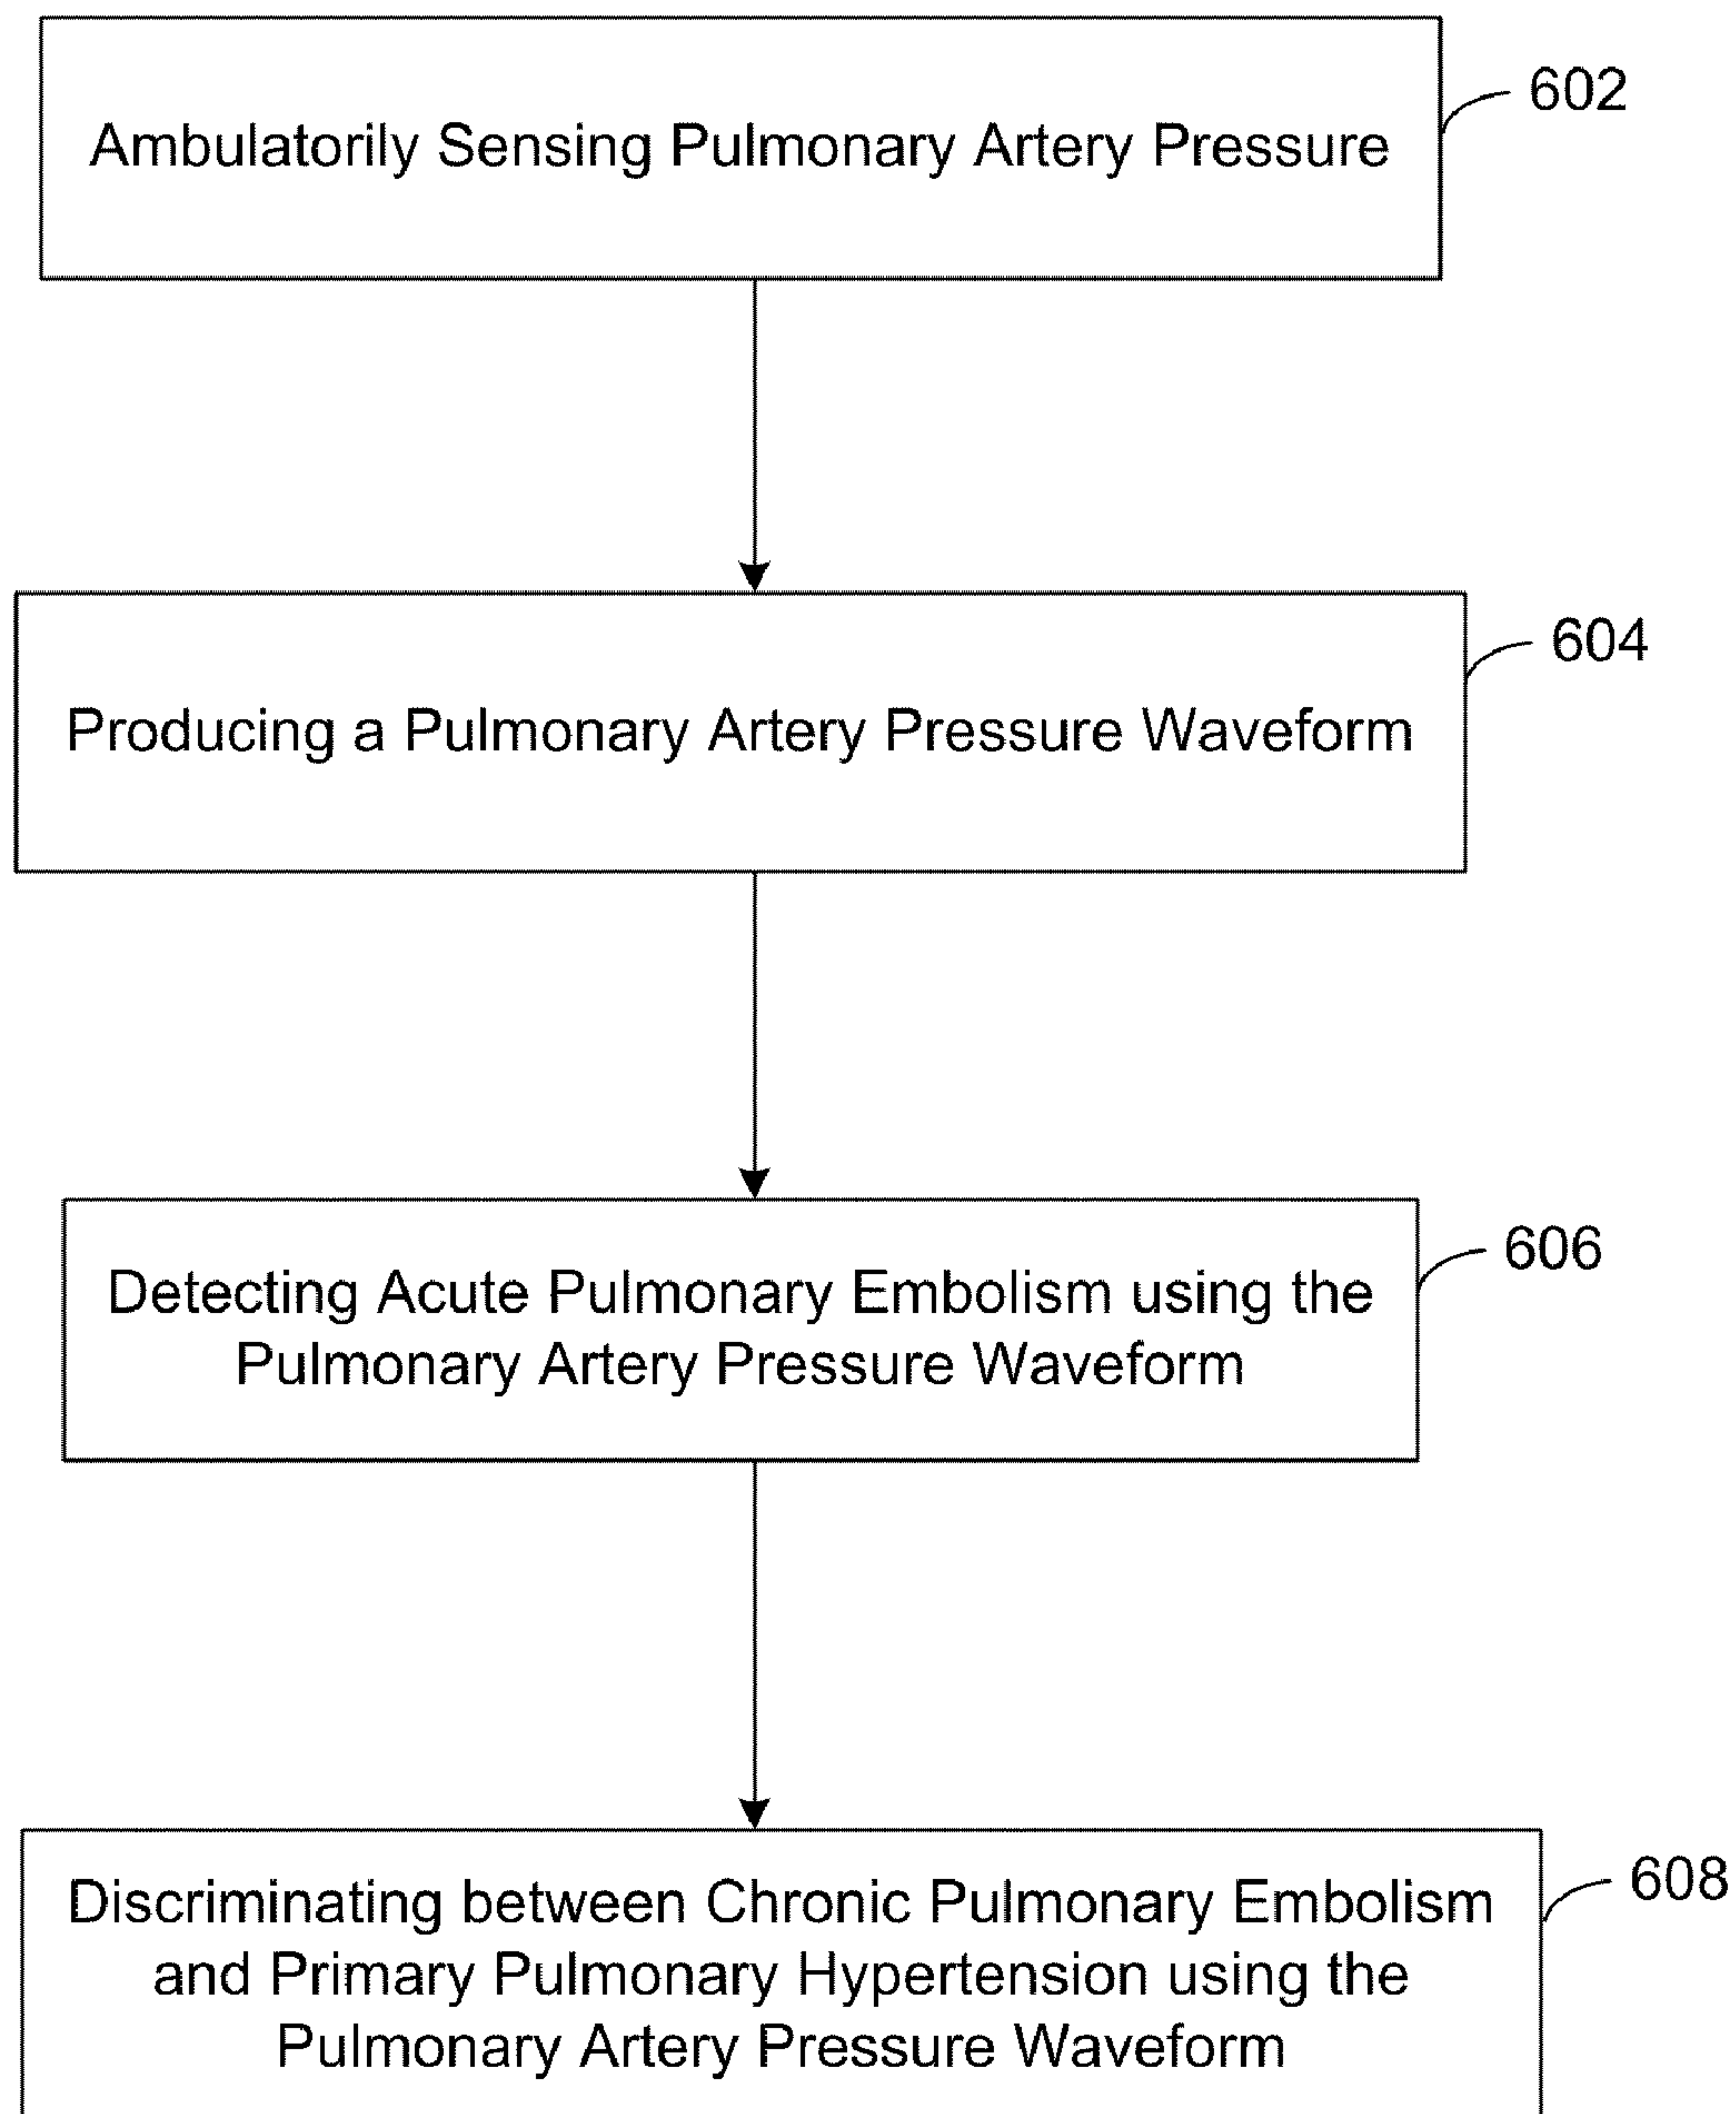 602
Ambulatorily Sensing Pulmonary Artery Pressure
604
Producing a Pulmonary Artery Pressure Waveform
606
Detecting Acute Pulmonary Embolism using the
Pulmonary Artery Pressure Waveform
608
Discriminating between Chronic Pulmonary Embolism
and Primary Pulmonary Hypertension using the
Pulmonary Artery Pressure Waveform